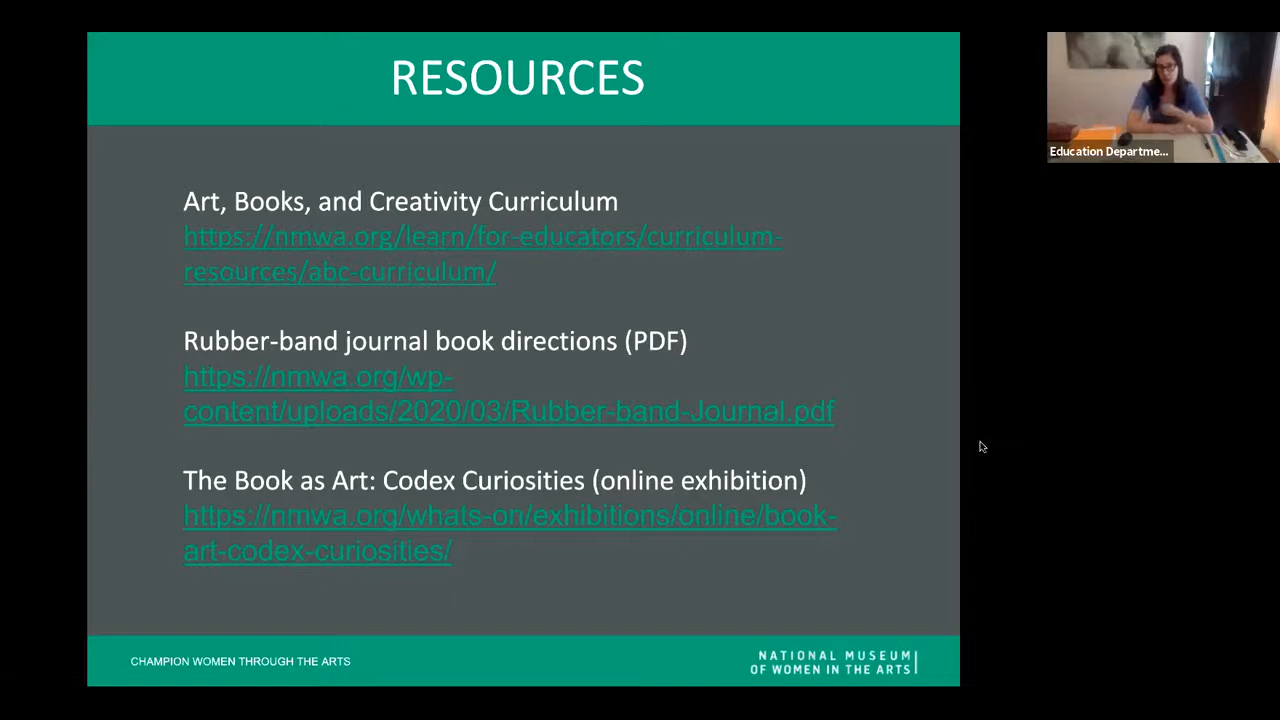 RESOURCES
Art, Books, and Creativity Curriculum
https://nmwa.org/learn/for-educators/curriculum-
resources/abc-curriculum/
Rubber-band journal book directions (PDF)
https://nmwa.org/wp-
content/uploads/2020/03/Rubber-band-Journal.pdf
The Book as Art: Codex Curiosities (online exhibition)
https://nmwa.org/whats-on/exhibitions/online/book-
art-codex-curiosities/
CHAMPION WOMEN THROUGH THE ARTS
NATIONAL MUSEUM
OF WOMEN IN THE ARTS
Education Departme...